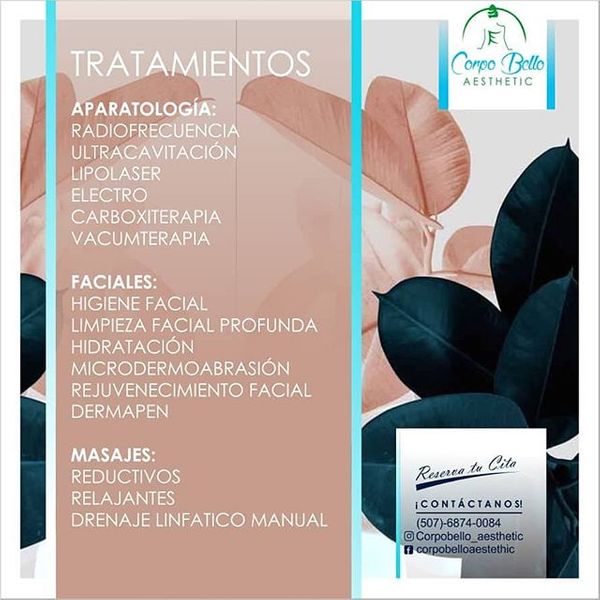 TRATAMIENTOS
APARATOLOGÍA:
RADIOFRECUENCIA
ULTRACAVITACIÓN
LIPOLASER
ELECTRO
CARBOXITERAPIA
VACUMTERAPIA
FACIALES:
HIGIENE FACIAL
LIMPIEZA FACIAL PROFUNDA
HIDRATACIÓN
MICRODERMOABRASIÓN
REJUVENECIMIENTO FACIAL
DERMAPEN
MASAJES:
REDUCTIVOS
RELAJANTES
DRENAJE LINFATICO MANUAL
Corpo Bello
AESTHETIC
Reserva tu Cita
¡CONTÁCTANOS!
(507)-6874-0084
Corpobello_aesthetic
corpobelloaestethic